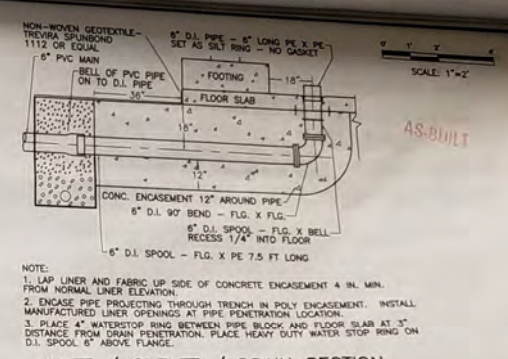 NON-WOVEN GEOTEXTILE-
TREVIRA SPUNBOND
1112 OR EQUAL
6" PVC MAIN
BELL OF PVC PIPE
ON TO D.I. PIPE
36"
6" D.I. PIPE - 6" LONG PE X PE
SET AS SILT RING - NO GASKET
FOOTING
18"
FLOOR SLAB
SCALE: 1"=2'
AS-BUILT
18"
12"
CONC. ENCASEMENT 12" AROUND PIPE
6" D.I. 90° BEND - FLG. X FLG.
6" D.I. SPOOL - FLG. X BELL
RECESS 1/4" INTO FLOOR
6" D.I. SPOOL - FLG. X PE 7.5 FT LONG
NOTE:
1. LAP LINER AND FABRIC UP SIDE OF CONCRETE ENCASEMENT 4 IN. MIN.
FROM NORMAL LINER ELEVATION.
2. ENCASE PIPE PROJECTING THROUGH TRENCH IN POLY ENCASEMENT. INSTALL
MANUFACTURED LINER OPENINGS AT PIPE PENETRATION LOCATION.
3. PLACE 4" WATERSTOP RING BETWEEN PIPE BLOCK AND FLOOR SLAB AT 3"
DISTANCE FROM DRAIN PENETRATION. PLACE HEAVY DUTY WATER STOP RING ON
D.I. SPOOL 6" ABOVE FLANGE.